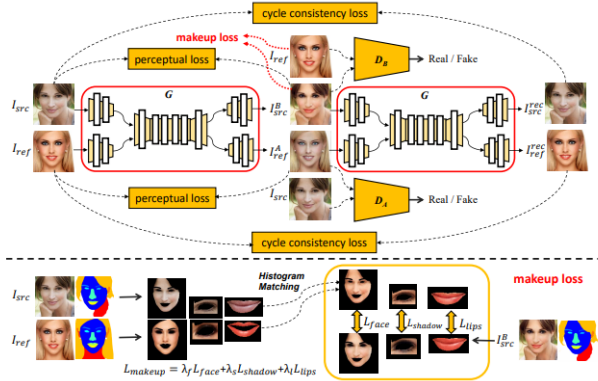 cycle consistency loss
makeup loss
I_ref
D_B
Real / Fake
perceptual loss
I_src
G
I_src^B
G
I_src^rec
I_ref
I_ref^A
I_ref^rec
perceptual loss
I_src
D_A
Real / Fake
cycle consistency loss
Histogram
Matching
makeup loss
I_src
L_face
L_shadow
L_lips
I_ref
I_src^B
L_makeup = λ_f L_face+λ_s L_shadow+λ_l L_lips